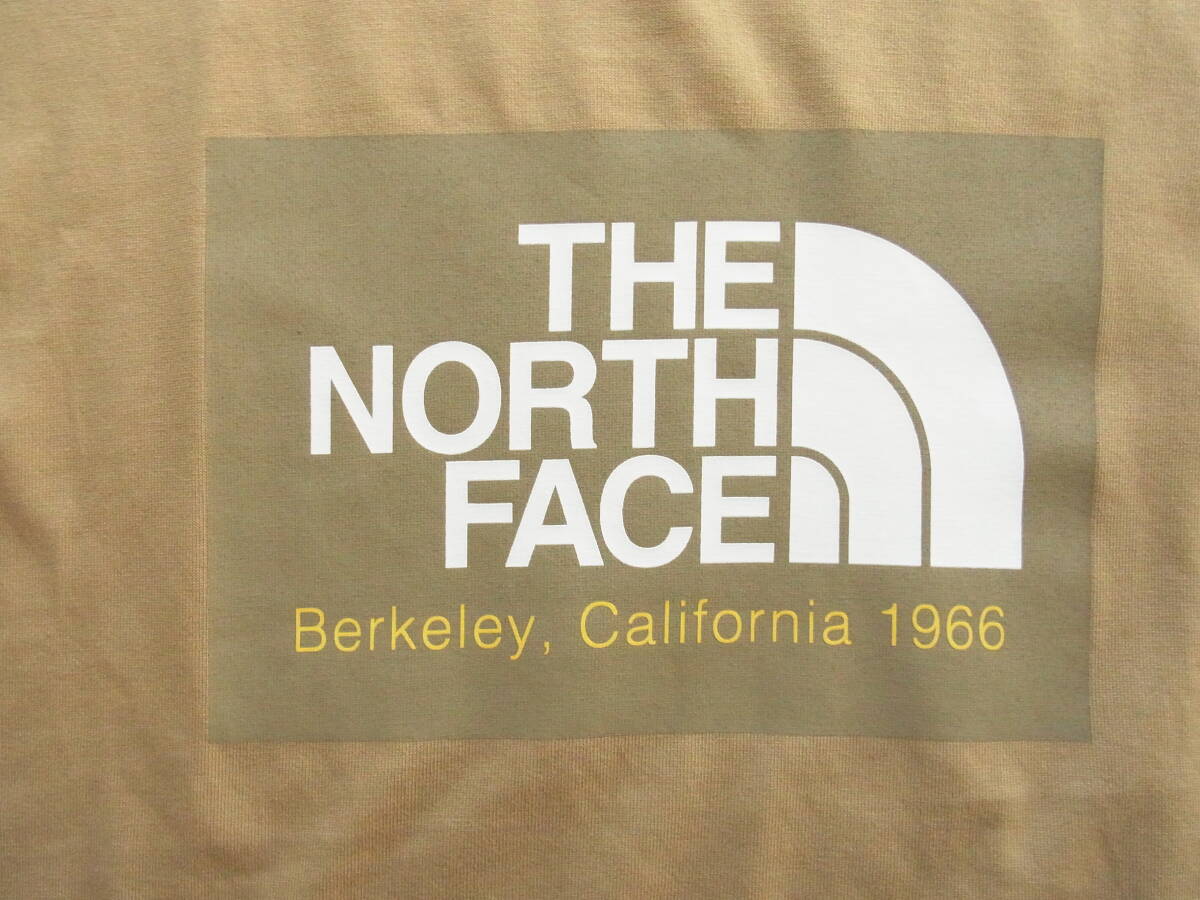 THE
NORTH
FACE
Berkeley, California 1966